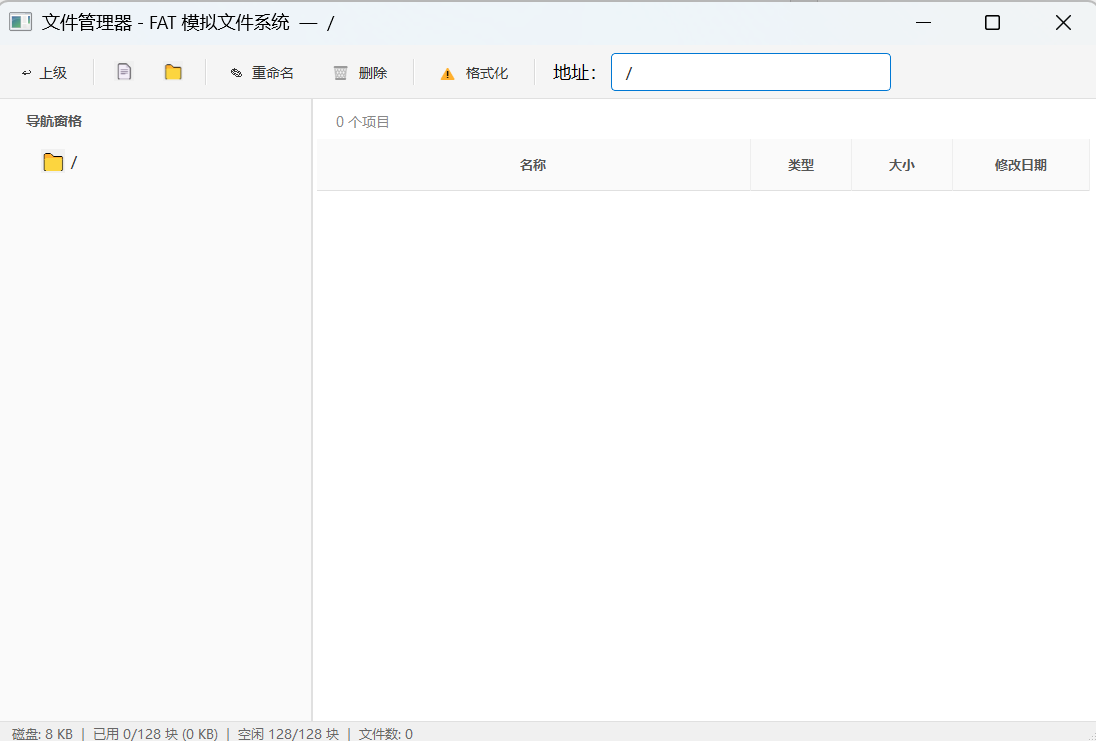 文件管理器 - FAT 模拟文件系统 — /
上级 重命名 删除 格式化 地址： /
导航窗格
/
0 个项目
名称 类型 大小 修改日期
磁盘: 8 KB | 已用 0/128 块 (0 KB) | 空闲 128/128 块 | 文件数: 0